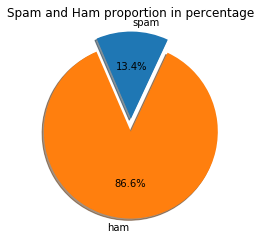 Spam and Ham proportion in percentage
spam
13.4%
86.6%
ham